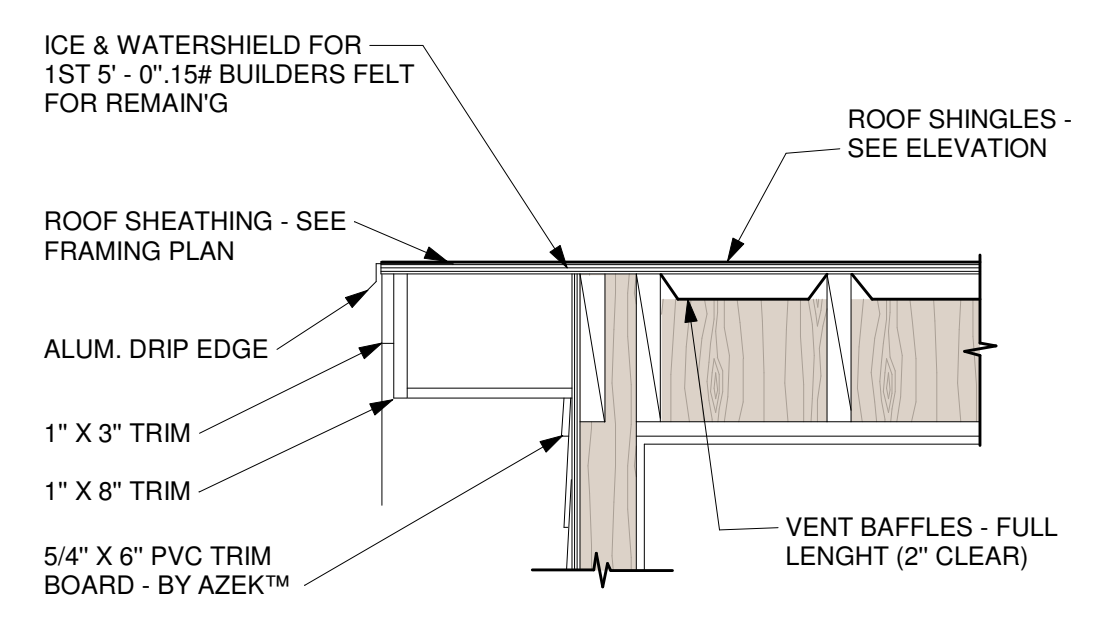 ICE & WATERSHIELD FOR
1ST 5' - 0".15# BUILDERS FELT
FOR REMAIN'G
ROOF SHINGLES -
SEE ELEVATION
ROOF SHEATHING - SEE
FRAMING PLAN
ALUM. DRIP EDGE
1" X 3" TRIM
1" X 8" TRIM
5/4" X 6" PVC TRIM
BOARD - BY AZEK™
VENT BAFFLES - FULL
LENGHT (2" CLEAR)